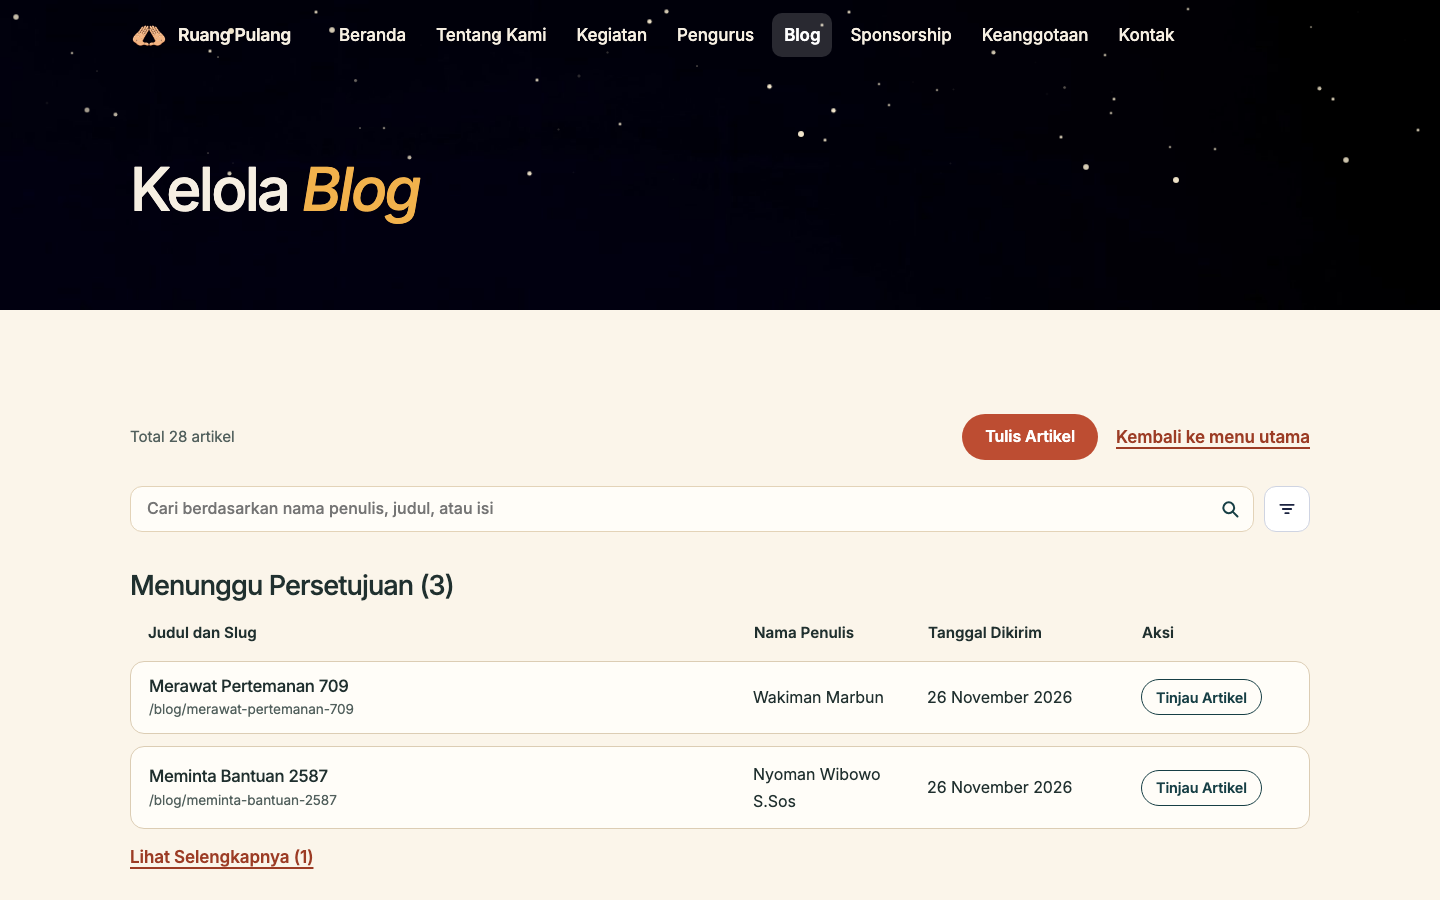 RuangPulang
Beranda
Tentang Kami
Kegiatan
Pengurus
Blog
Sponsorship
Keanggotaan
Kontak
Kelola Blog
Total 28 artikel
Tulis Artikel
Kembali ke menu utama
Cari berdasarkan nama penulis, judul, atau isi
Menunggu Persetujuan (3)
Judul dan Slug
Nama Penulis
Tanggal Dikirim
Aksi
Merawat Pertemanan 709
/blog/merawat-pertemanan-709
Wakiman Marbun
26 November 2026
Tinjau Artikel
Meminta Bantuan 2587
/blog/meminta-bantuan-2587
Nyoman Wibowo
S.Sos
26 November 2026
Tinjau Artikel
Lihat Selengkapnya (1)